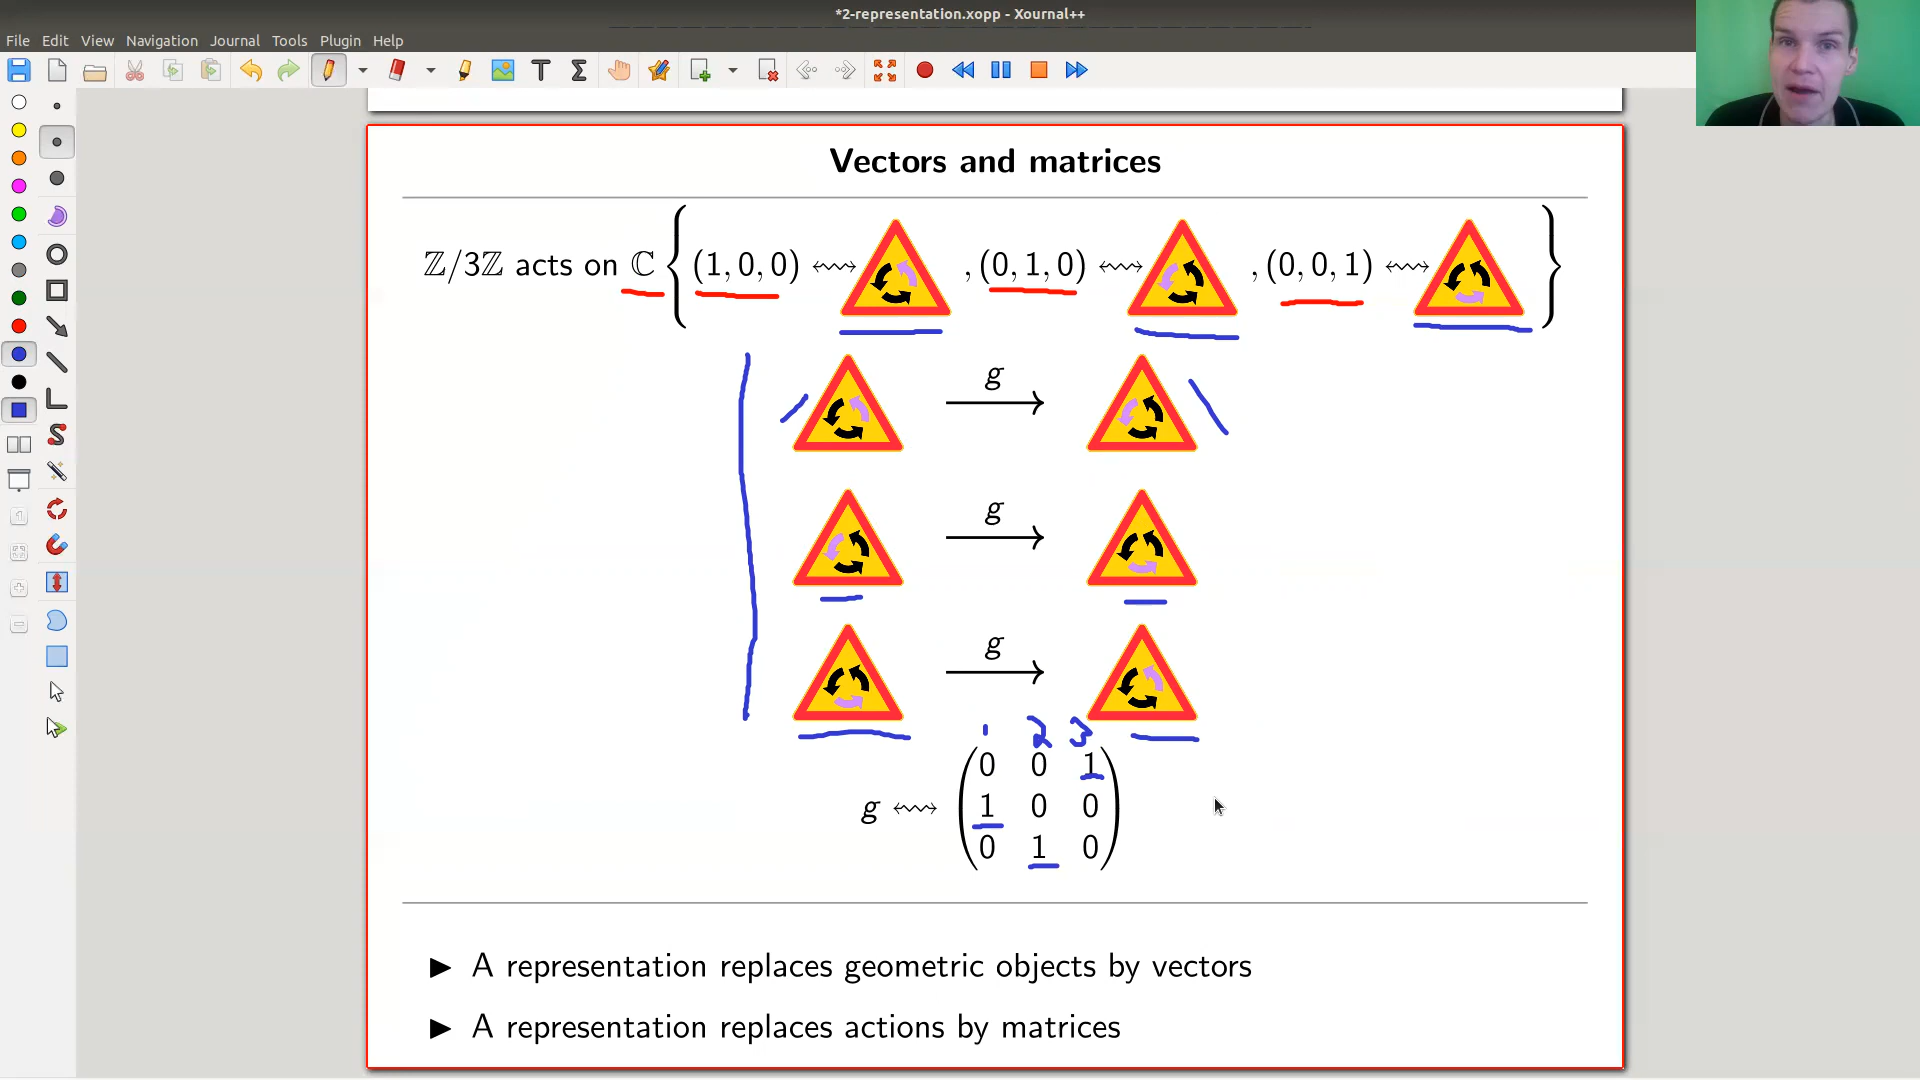 *2-representation.xopp - Xournal++
File Edit View Navigation Journal Tools Plugin Help
Vectors and matrices
ℤ/3ℤ acts on ℂ { (1, 0, 0) ↭ , (0, 1, 0) ↭ , (0, 0, 1) ↭ }
g
g
g
1 2 3
0 0 1
g ↭ 1 0 0
0 1 0
▶ A representation replaces geometric objects by vectors
▶ A representation replaces actions by matrices